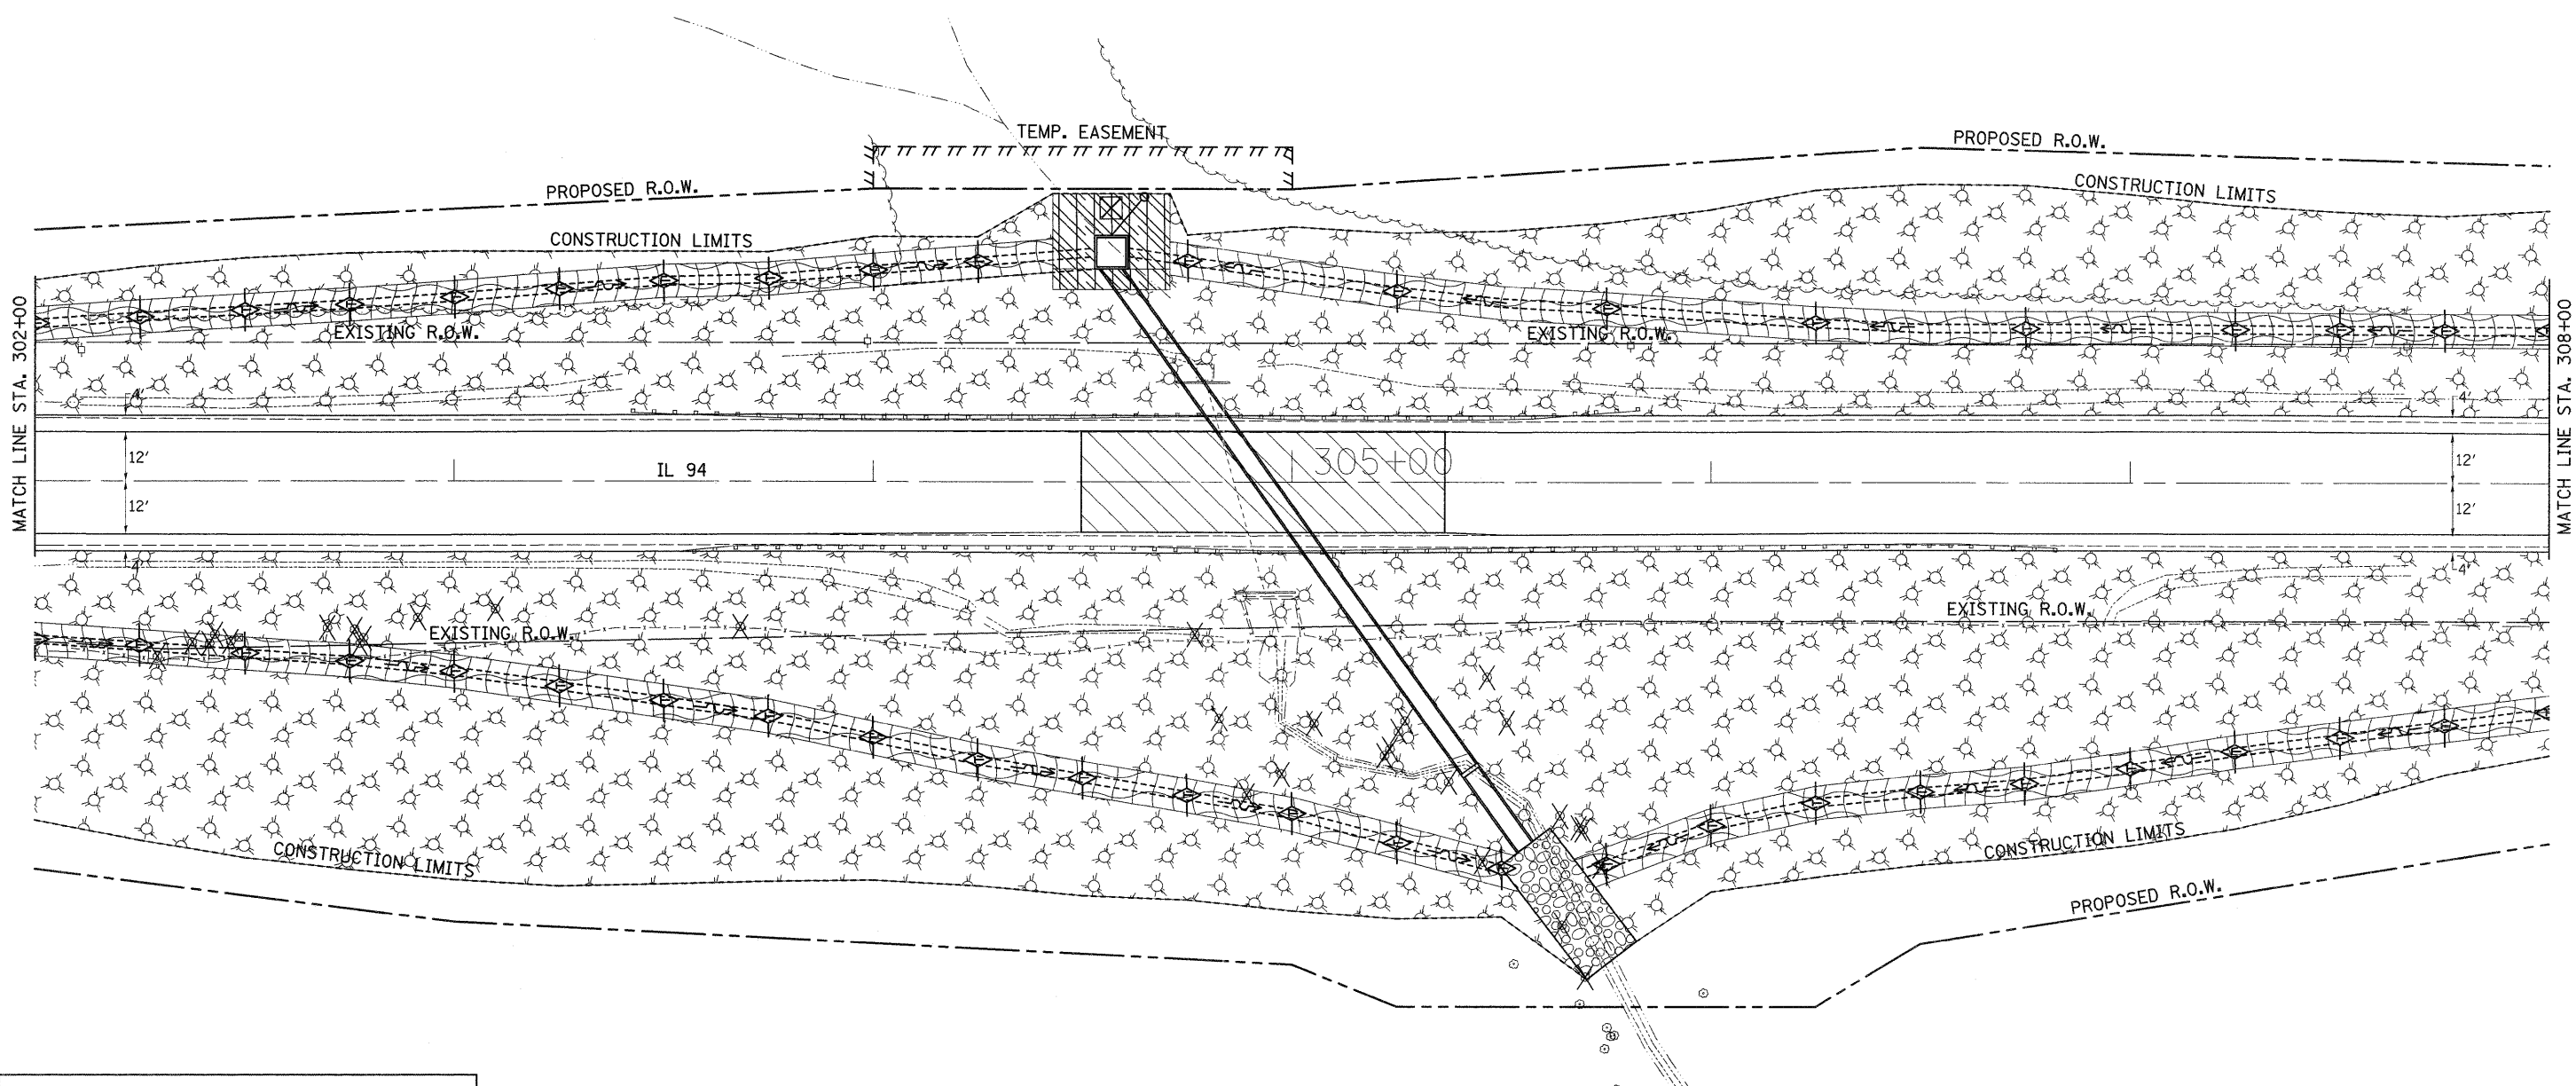 TEMP. EASEMENT
PROPOSED R.O.W.
PROPOSED R.O.W.
CONSTRUCTION LIMITS
CONSTRUCTION LIMITS
EXISTING R.O.W.
EXISTING R.O.W.
MATCH LINE STA. 302+00
MATCH LINE STA. 308+00
4'
4'
12'
IL 94
305+00
12'
12'
12'
4'
4'
EXISTING R.O.W.
EXISTING R.O.W.
CONSTRUCTION LIMITS
CONSTRUCTION LIMITS
PROPOSED R.O.W.